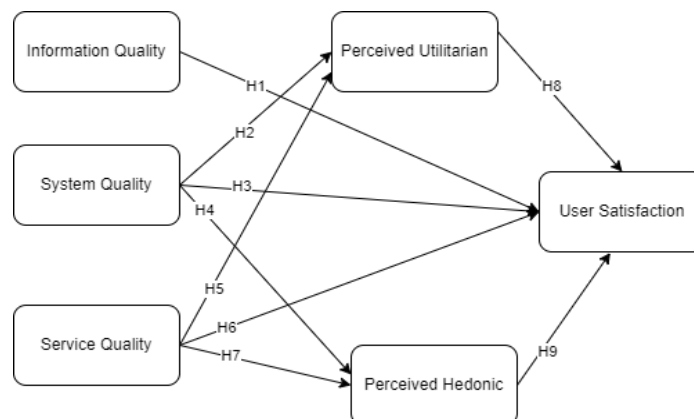 Information Quality
Perceived Utilitarian
H1
H8
H2
System Quality
H3
User Satisfaction
H4
H5
Service Quality
H6
H7
H9
Perceived Hedonic